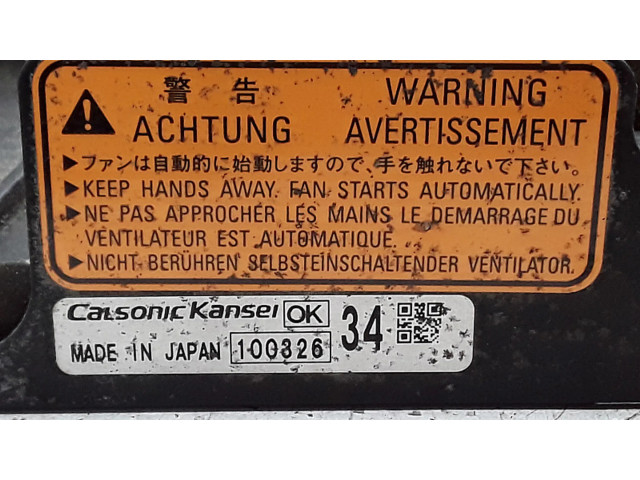 警告 WARNING
ACHTUNG AVERTISSEMENT
▶ファンは自動的に始動しますので、手を触れないで下さい。
▶KEEP HANDS AWAY. FAN STARTS AUTOMATICALLY.
▶NE PAS APPROCHER LES MAINS LE DEMARRAGE DU
VENTILATEUR EST AUTOMATIQUE.
▶NICHT BERÜHREN SELBSTEINSCHALTENDER VENTILATOR.
Calsonic Kansei OK 34
MADE IN JAPAN 100326